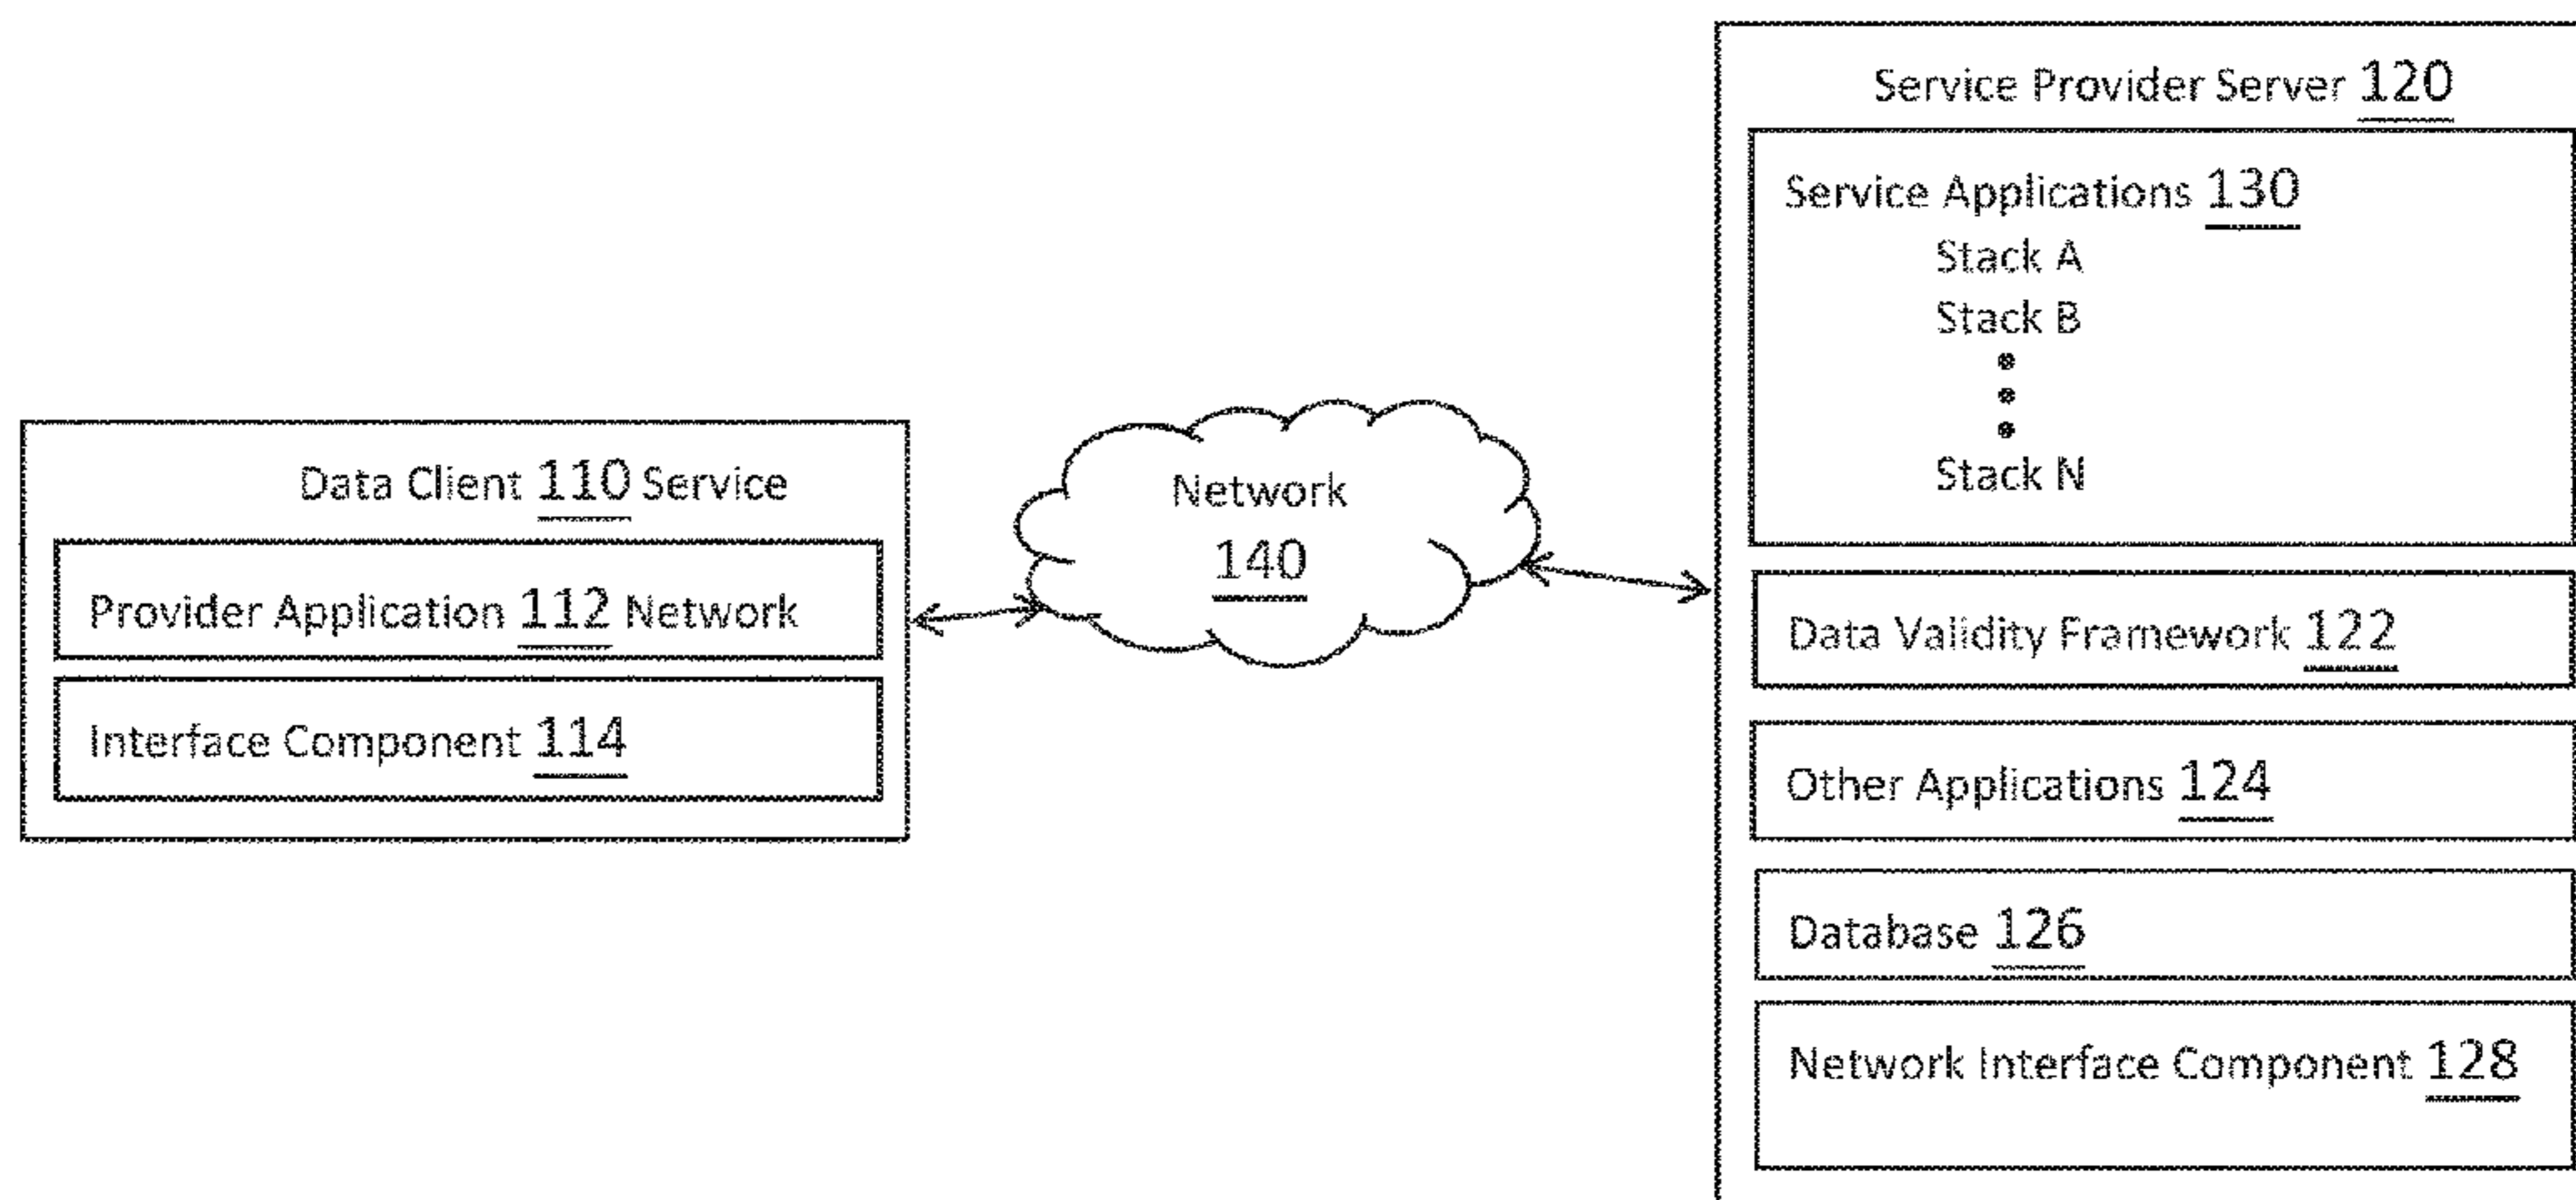 Service Provider Server 120
Service Applications 130
Stack A
Stack B
Stack N
Data Client 110 Service
Provider Application 112 Network
Interface Component 114
Network
140
Data Validity Framework 122
Other Applications 124
Database 126
Network Interface Component 128